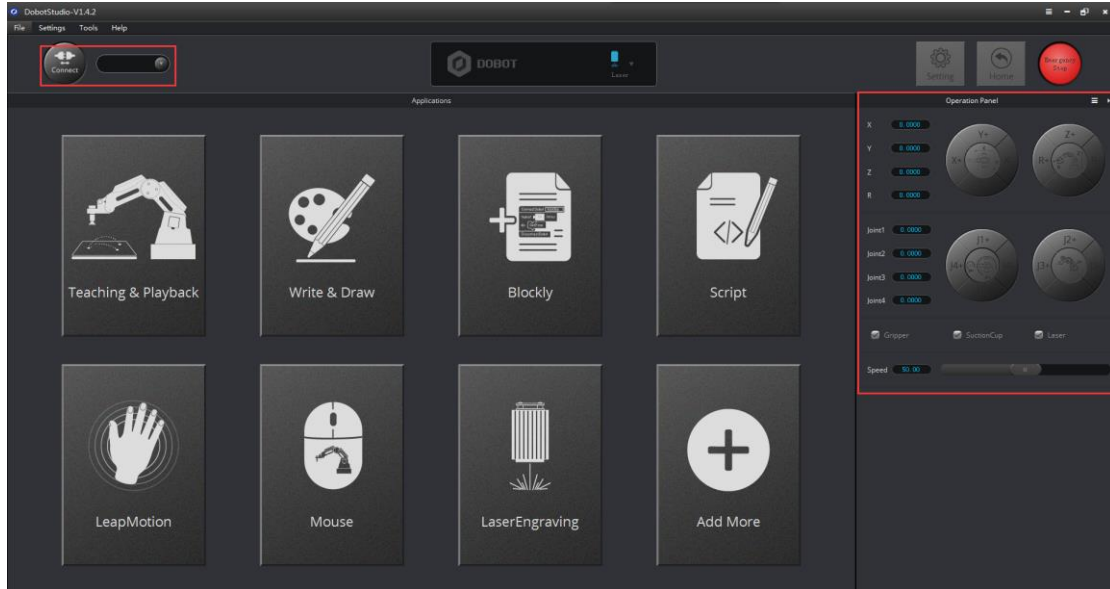 DobotStudio-V1.4.2
File Settings Tools Help
Connect
DOBOT
Laser
Setting
Home
Emergency
Stop
Applications
Operation Panel
Teaching & Playback
Write & Draw
Blockly
Script
LeapMotion
Mouse
LaserEngraving
Add More
X 0.0000
Y 0.0000
Z 0.0000
R 0.0000
Y+
X+
Z+
R+
Joint1 0.0000
Joint2 0.0000
Joint3 0.0000
Joint4 0.0000
J1+
J4+
J2+
J3+
Gripper SuctionCup Laser
Speed 50.00